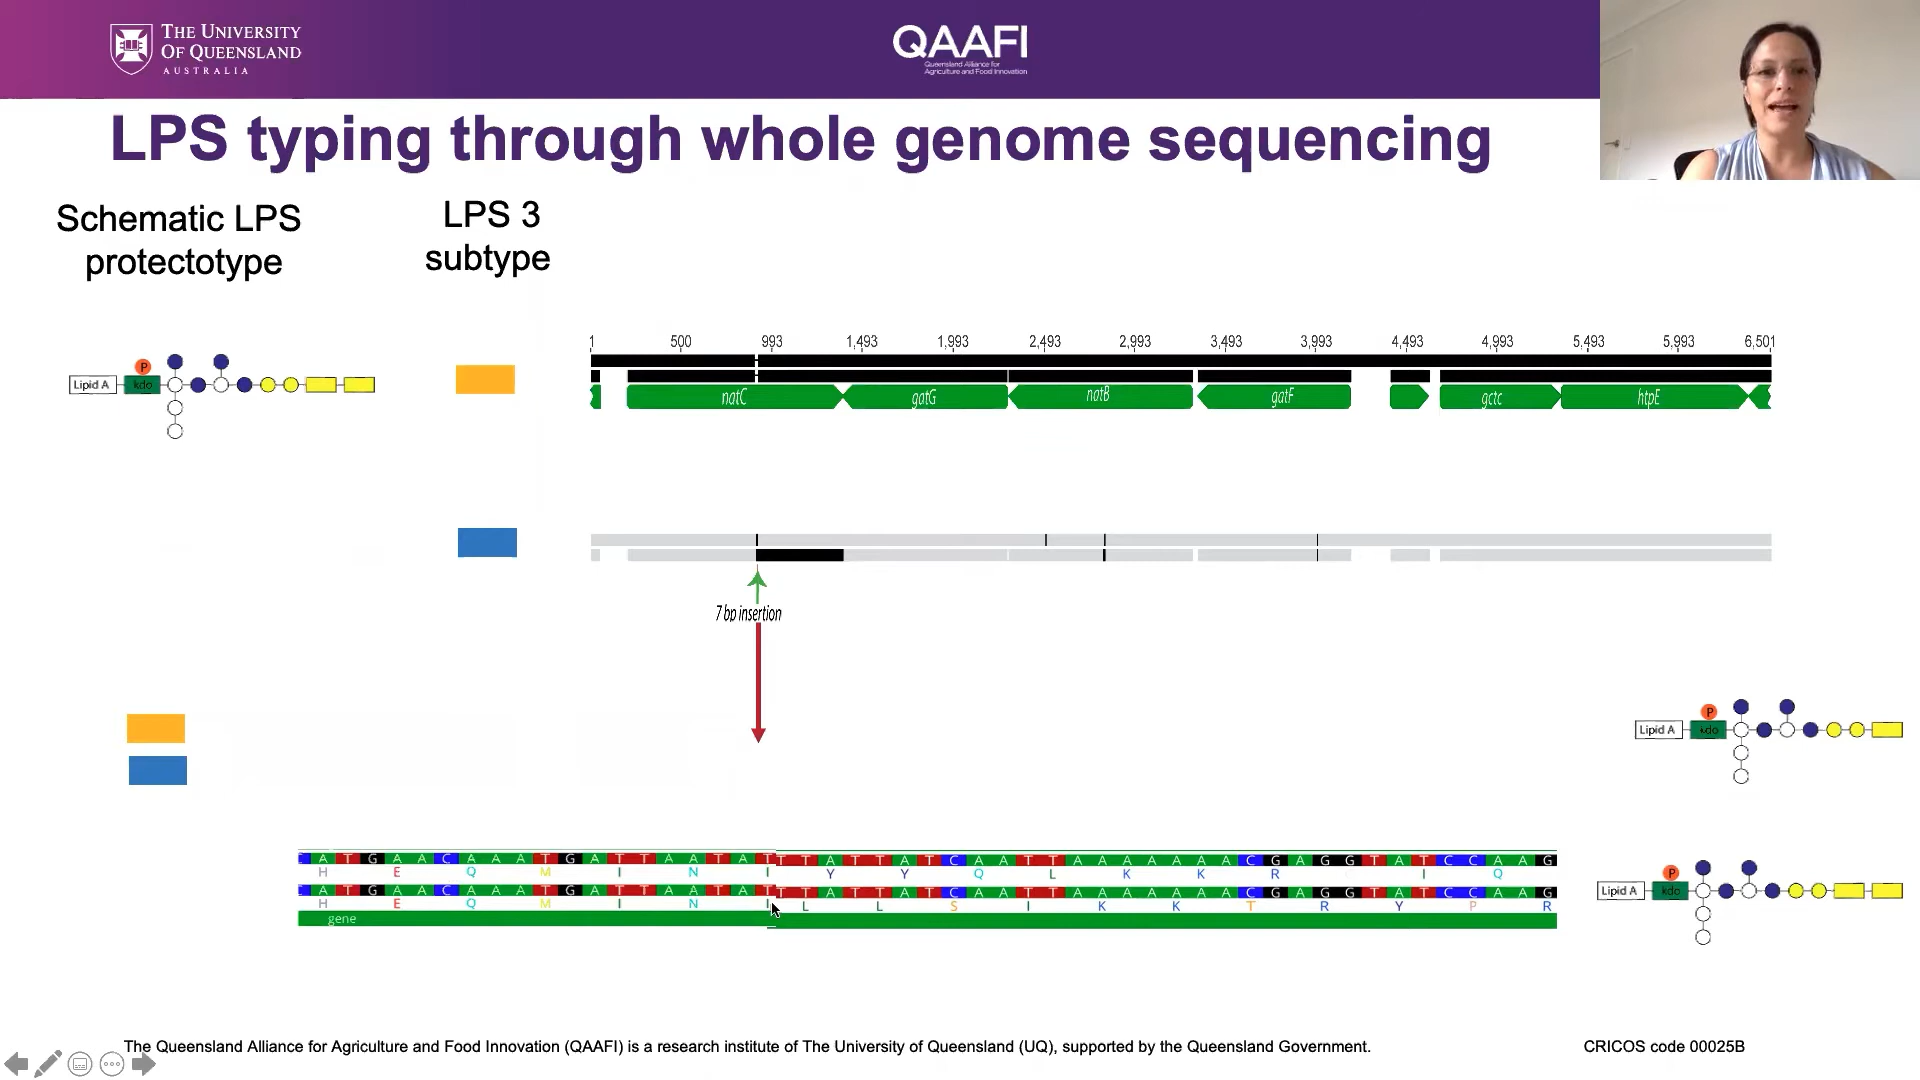 THE UNIVERSITY
OF QUEENSLAND
AUSTRALIA
QAAFI
Queensland Alliance for
Agriculture and Food Innovation
LPS typing through whole genome sequencing
Schematic LPS
protectotype
LPS 3
subtype
1 500 993 1,493 1,993 2,493 2,993 3,493 3,993 4,493 4,993 5,493 5,993 6,501
P
Lipid A kdo
natC gatG natB gatF gctc htpE
7 bp insertion
P
Lipid A kdo
C A T G A A C A A A T G A T T A A T A T T T A T T A T C A A T T A A A A A A A C G A G G T A T C C A A G
H E Q M I N I Y Y Q L K K R I Q
C A T G A A C A A A T G A T T A A T A T T T A T T A T C A A T T A A A A A A A C G A G G T A T C C A A G
H E Q M I N I L L S I K K T R Y P R
gene
P
Lipid A kdo
The Queensland Alliance for Agriculture and Food Innovation (QAAFI) is a research institute of The University of Queensland (UQ), supported by the Queensland Government.
CRICOS code 00025B